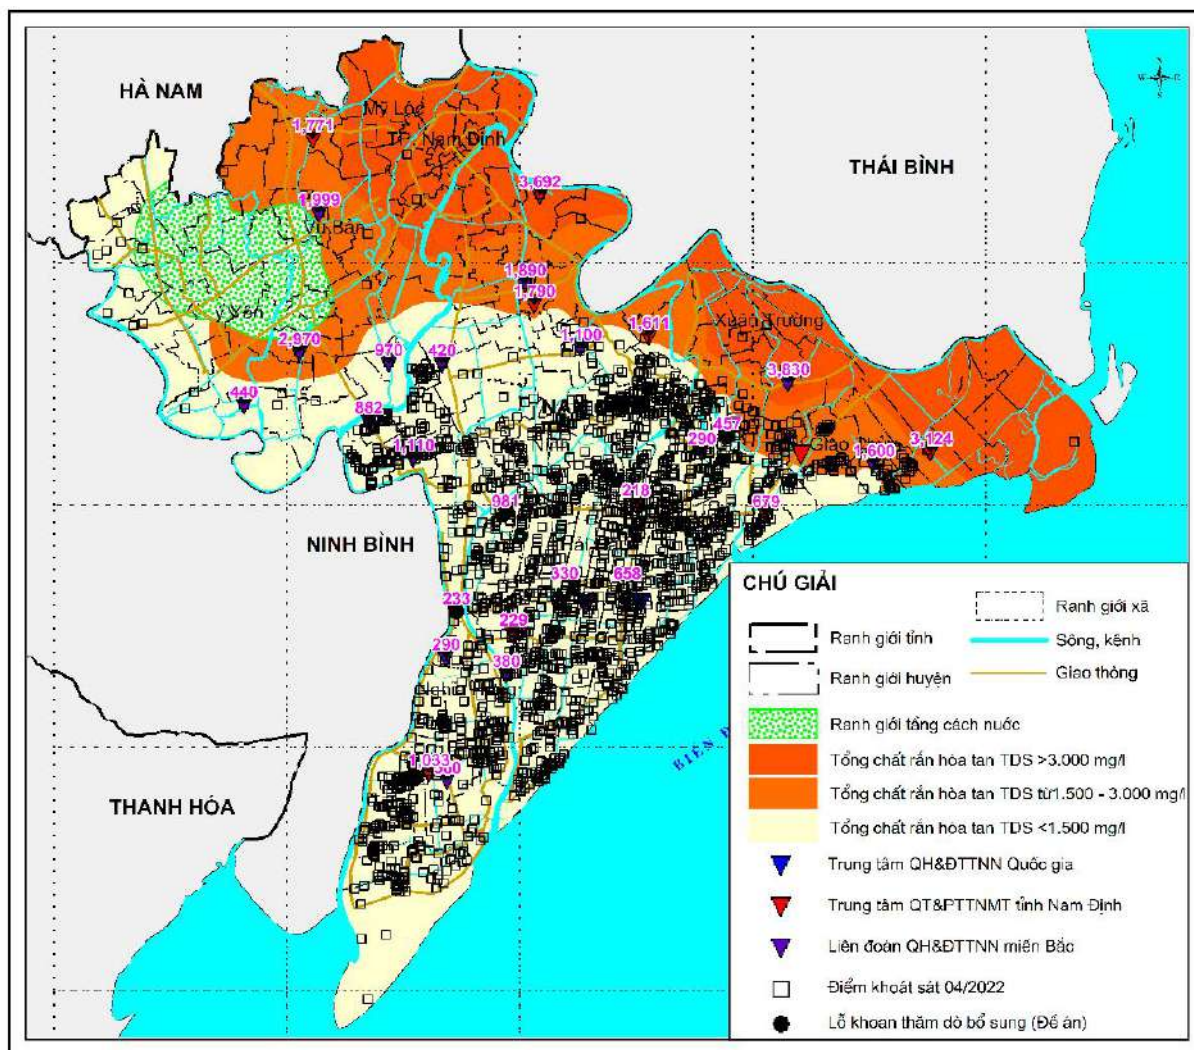 HÀ NAM
Mỹ Lộc
1,771
TP. Nam Định
THÁI BÌNH
3,692
1,999
Vụ Bản
1,890
1,790
Ý Yên
1,611
Xuân Trường
2,970
970
420
1,100
3,830
440
882
457
290
1,110
3,124
1,600
981
218
679
NINH BÌNH
330
658
233
229
290
380
1,033
THANH HÓA
BIỂN
CHÚ GIẢI
Ranh giới tỉnh
Ranh giới huyện
Ranh giới xã
Sông, kênh
Giao thông
Ranh giới tầng cách nước
Tổng chất rắn hòa tan TDS >3.000 mg/l
Tổng chất rắn hòa tan TDS từ1.500 - 3.000 mg/l
Tổng chất rắn hòa tan TDS <1.500 mg/l
Trung tâm QH&ĐTTNN Quốc gia
Trung tâm QT&PTTNMT tỉnh Nam Định
Liên đoàn QH&ĐTTNN miền Bắc
Điểm khoát sát 04/2022
Lỗ khoan thăm dò bổ sung (Đề án)